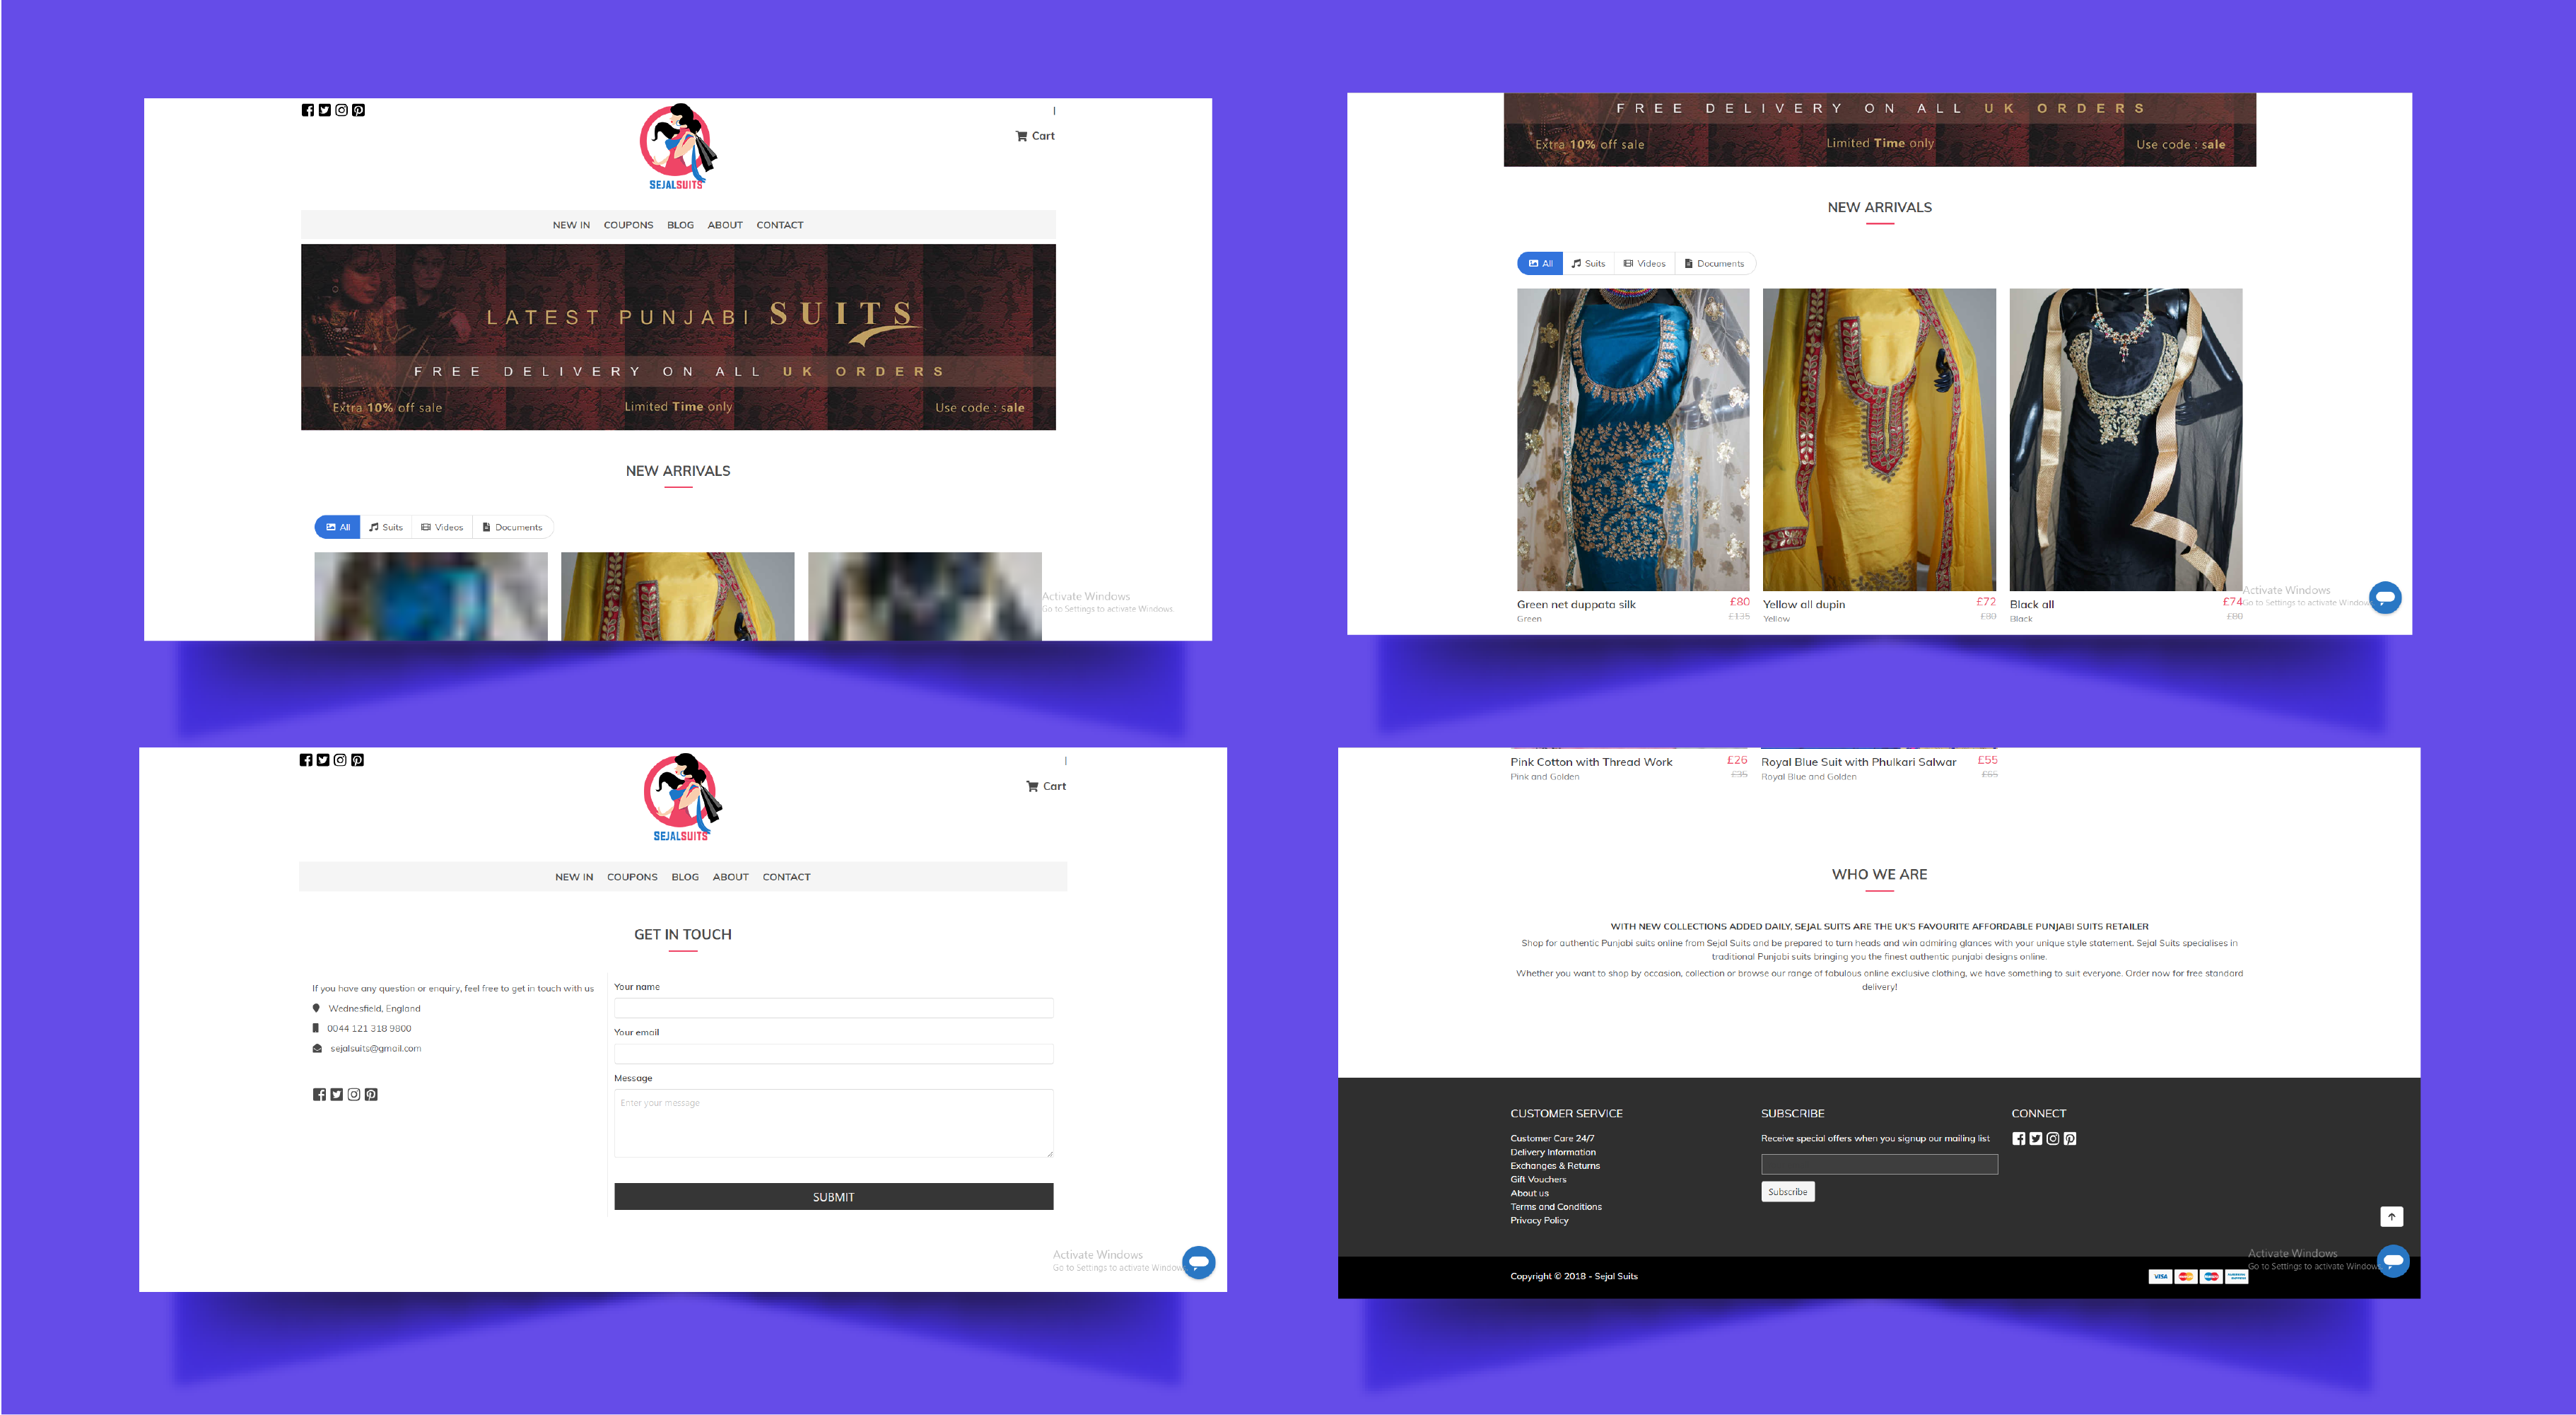 Cart
SEJALSUITS
NEW IN COUPONS BLOG ABOUT CONTACT
LATEST PUNJABI SUITS
FREE DELIVERY ON ALL UK ORDERS
Extra 10% off sale Limited Time only Use code : sale
NEW ARRIVALS
All Suits Videos Documents
Activate Windows
Go to Settings to activate Windows.
FREE DELIVERY ON ALL UK ORDERS
Extra 10% off sale Limited Time only Use code : sale
NEW ARRIVALS
All Suits Videos Documents
Green net duppata silk £80
Green £135
Yellow all dupin £72
Yellow £80
Black all £74
Black £80
Activate Windows
Go to Settings to activate Windows
Cart
SEJALSUITS
NEW IN COUPONS BLOG ABOUT CONTACT
GET IN TOUCH
If you have any question or enquiry, feel free to get in touch with us
Wednesfield, England
0044 121 318 9800
sejalsuits@gmail.com
Your name
Your email
Message
Enter your message
SUBMIT
Activate Windows
Go to Settings to activate Window
Pink Cotton with Thread Work £26
Pink and Golden £35
Royal Blue Suit with Phulkari Salwar £55
Royal Blue and Golden £65
WHO WE ARE
WITH NEW COLLECTIONS ADDED DAILY, SEJAL SUITS ARE THE UK'S FAVOURITE AFFORDABLE PUNJABI SUITS RETAILER
Shop for authentic Punjabi suits online from Sejal Suits and be prepared to turn heads and win admiring glances with your unique style statement. Sejal Suits specialises in
traditional Punjabi suits bringing you the finest authentic punjabi designs online.
Whether you want to shop by occasion, collection or browse our range of fabulous online exclusive clothing, we have something to suit everyone. Order now for free standard
delivery!
CUSTOMER SERVICE
Customer Care 24/7
Delivery Information
Exchanges & Returns
Gift Vouchers
About us
Terms and Conditions
Privacy Policy
SUBSCRIBE
Receive special offers when you signup our mailing list
Subscribe
CONNECT
Activate Windows
Go to Settings to activate Windows
Copyright © 2018 - Sejal Suits
VISA